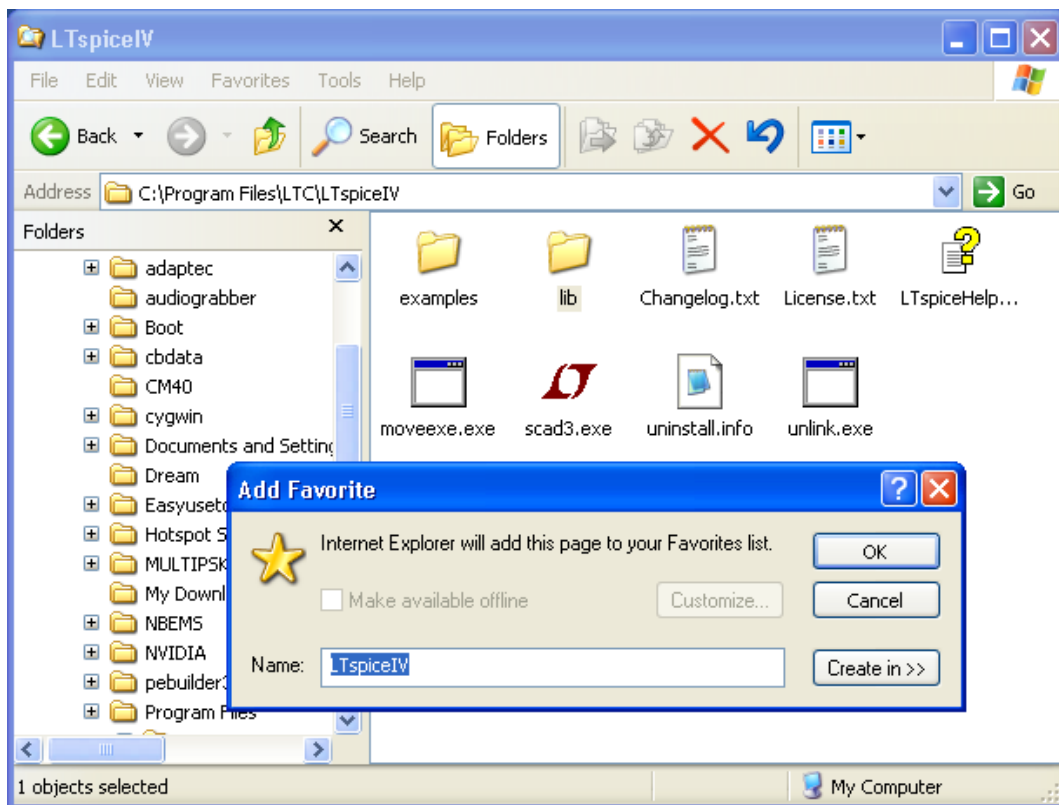 LTspiceIV
File Edit View Favorites Tools Help
Back Search Folders
Address C:\Program Files\LTC\LTspiceIV Go
Folders
adaptec
audiograbber
Boot
cbdata
CM40
cygwin
Documents and Setting
Dream
Easyuseto
Hotspot S
MULTIPSK
My Downl
NBEMS
NVIDIA
pebuilder3
Program Files
examples lib Changelog.txt License.txt LTspiceHelp...
moveexe.exe scad3.exe uninstall.info unlink.exe
Add Favorite
Internet Explorer will add this page to your Favorites list.
OK
Make available offline Customize... Cancel
Name: LTspiceIV Create in >>
1 objects selected My Computer